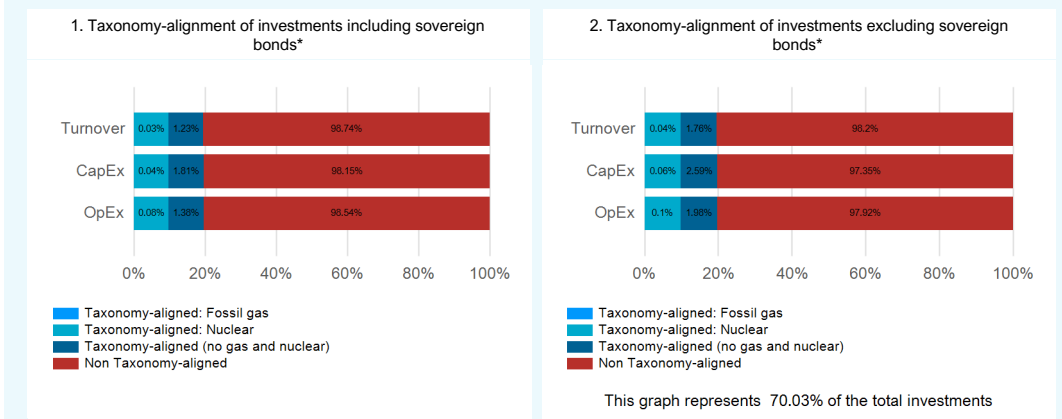 1. Taxonomy-alignment of investments including sovereign
bonds*
Turnover 0.03% 1.23% 98.74%
CapEx 0.04% 1.81% 98.15%
OpEx 0.08% 1.38% 98.54%
0% 20% 40% 60% 80% 100%
Taxonomy-aligned: Fossil gas
Taxonomy-aligned: Nuclear
Taxonomy-aligned (no gas and nuclear)
Non Taxonomy-aligned
2. Taxonomy-alignment of investments excluding sovereign
bonds*
Turnover 0.04% 1.76% 98.2%
CapEx 0.06% 2.59% 97.35%
OpEx 0.1% 1.98% 97.92%
0% 20% 40% 60% 80% 100%
Taxonomy-aligned: Fossil gas
Taxonomy-aligned: Nuclear
Taxonomy-aligned (no gas and nuclear)
Non Taxonomy-aligned
This graph represents 70.03% of the total investments